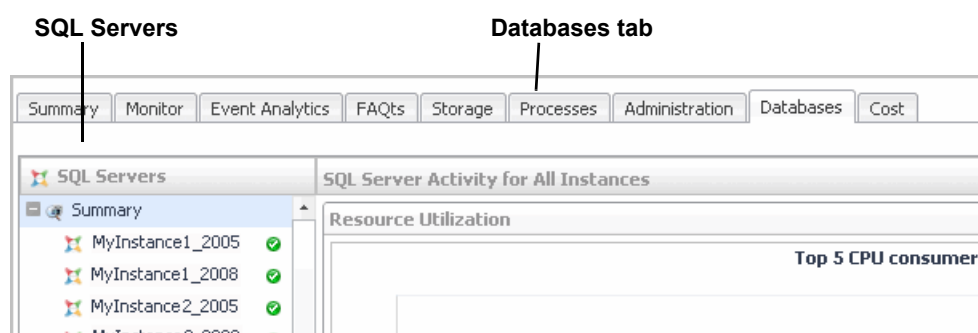 SQL Servers
Databases tab
Summary Monitor Event Analytics FAQts Storage Processes Administration Databases Cost
SQL Servers
SQL Server Activity for All Instances
Summary
Resource Utilization
MyInstance1_2005
Top 5 CPU consumer
MyInstance1_2008
MyInstance2_2005